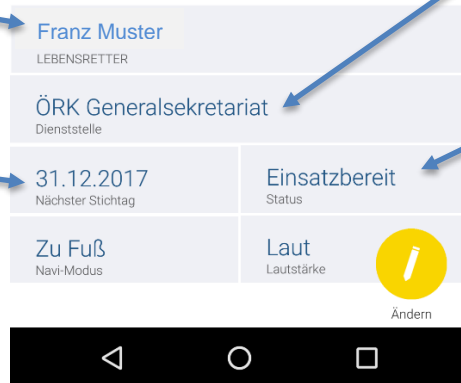 Franz Muster
LEBENSRETTER
ÖRK Generalsekretariat
Dienststelle
31.12.2017
Nächster Stichtag
Einsatzbereit
Status
Zu Fuß
Navi-Modus
Laut
Lautstärke
Ändern